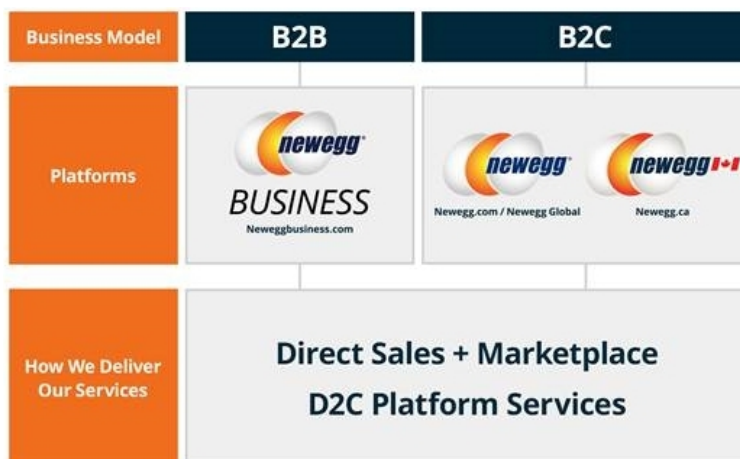 Business Model
B2B
B2C
Platforms
newegg®
BUSINESS
Neweggbusiness.com
newegg®
Newegg.com / Newegg Global
newegg
Newegg.ca
How We Deliver
Our Services
Direct Sales + Marketplace
D2C Platform Services